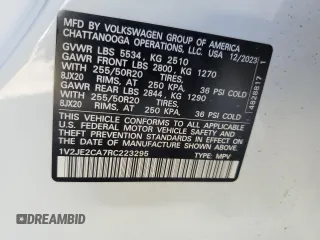 MFD BY VOLKSWAGEN GROUP OF AMERICA
CHATTANOOGA OPERATIONS, LLC. USA 12/2023
GVWR LBS 5534, KG 2510
GAWR FRONT LBS 2800, KG 1270
WITH 255/50R20 TIRES,
8JX20 RIMS, AT 250 KPA. 36 PSI COLD
GAWR REAR LBS 2844, KG 1290
WITH 255/50R20 TIRES,
8JX20 RIMS, AT 250 KPA. 36 PSI COLD
THIS VEHICLE CONFORMS TO ALL APPLICABLE
FEDERAL MOTOR VEHICLE SAFETY,
BUMPER, AND THEFT PREVENTION STANDARDS
IN EFFECT ON THE DATE OF
MANUFACTURE SHOWN ABOVE.
1V2JE2CA7RC223295 TYPE: MPV
4828B17 1
Autohelperbot.com